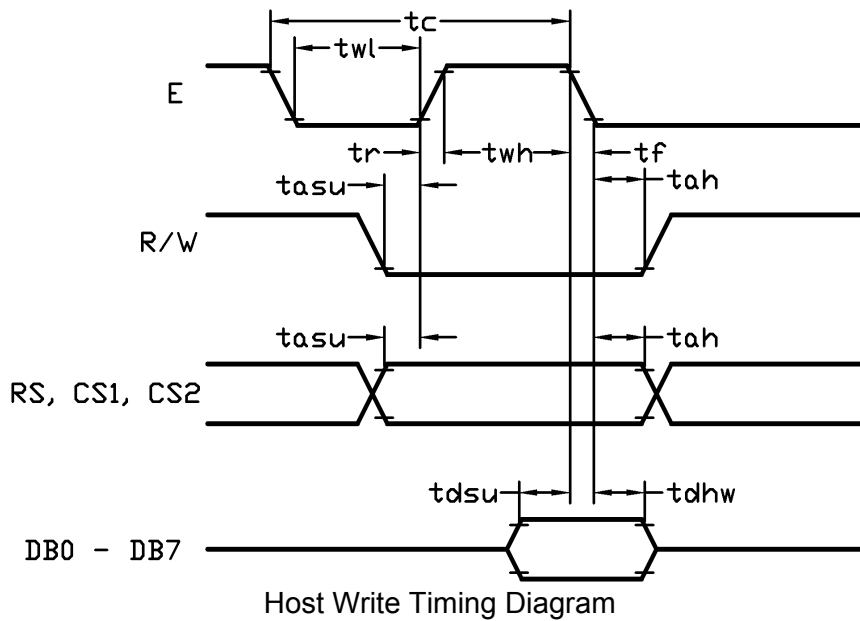 tc
twl
E
tr twh tf
tasu tah
R/W
tasu tah
RS, CS1, CS2
tdsu tdhw
DB0 - DB7
Host Write Timing Diagram